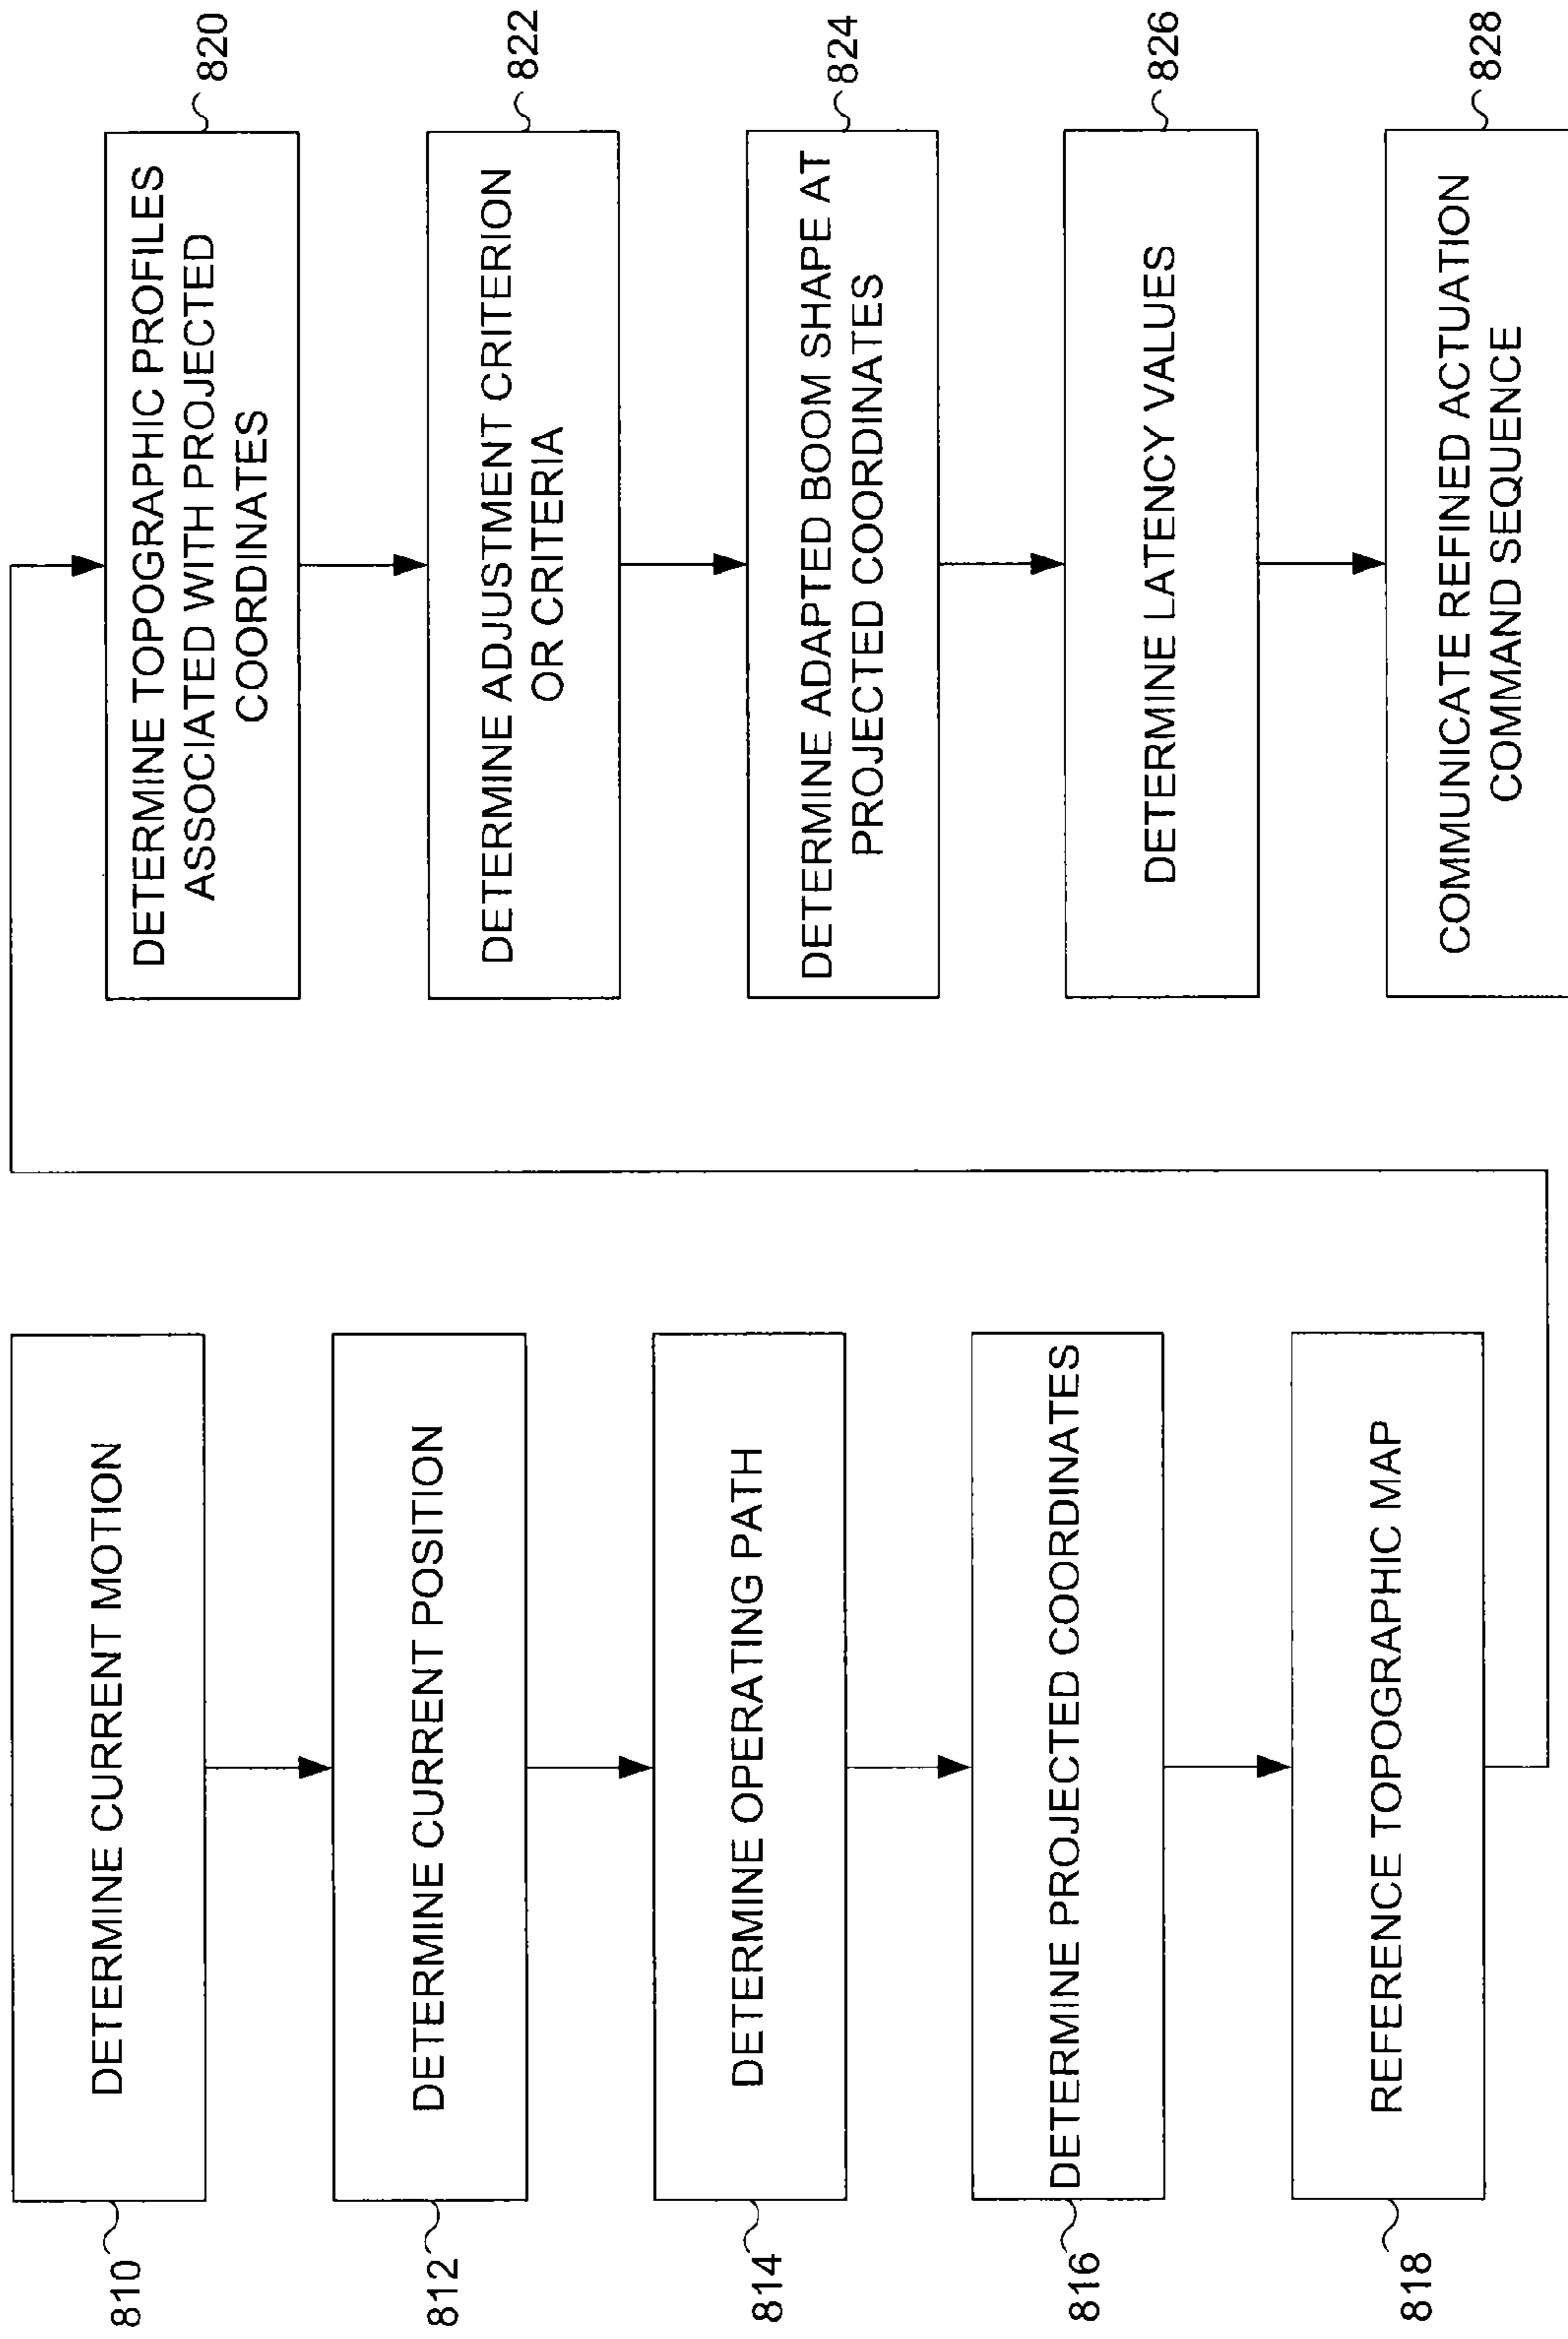 810
DETERMINE CURRENT MOTION
812
DETERMINE CURRENT POSITION
814
DETERMINE OPERATING PATH
816
DETERMINE PROJECTED COORDINATES
818
REFERENCE TOPOGRAPHIC MAP
DETERMINE TOPOGRAPHIC PROFILES
ASSOCIATED WITH PROJECTED
COORDINATES
820
DETERMINE ADJUSTMENT CRITERION
OR CRITERIA
822
DETERMINE ADAPTED BOOM SHAPE AT
PROJECTED COORDINATES
824
DETERMINE LATENCY VALUES
826
COMMUNICATE REFINED ACTUATION
COMMAND SEQUENCE
828